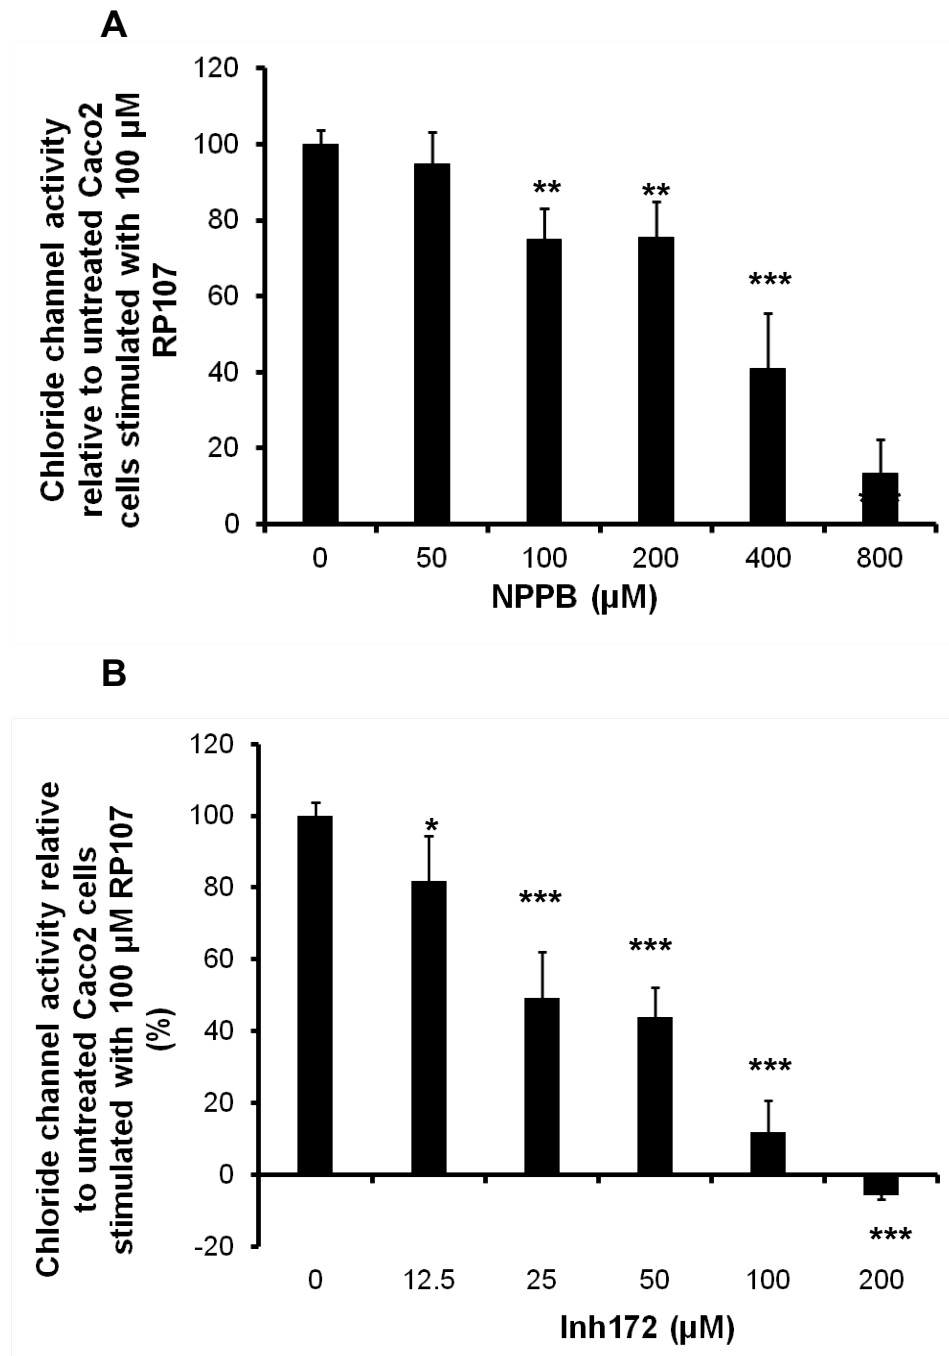 A
Chloride channel activity
relative to untreated Caco2
cells stimulated with 100 µM
RP107
120
100
80
60
40
20
0
**
**
***
0 50 100 200 400 800
NPPB (µM)
B
Chloride channel activity relative
to untreated Caco2 cells
stimulated with 100 µM RP107
(%)
120
100
80
60
40
20
0
-20
*
***
***
***
***
0 12.5 25 50 100 200
Inh172 (µM)